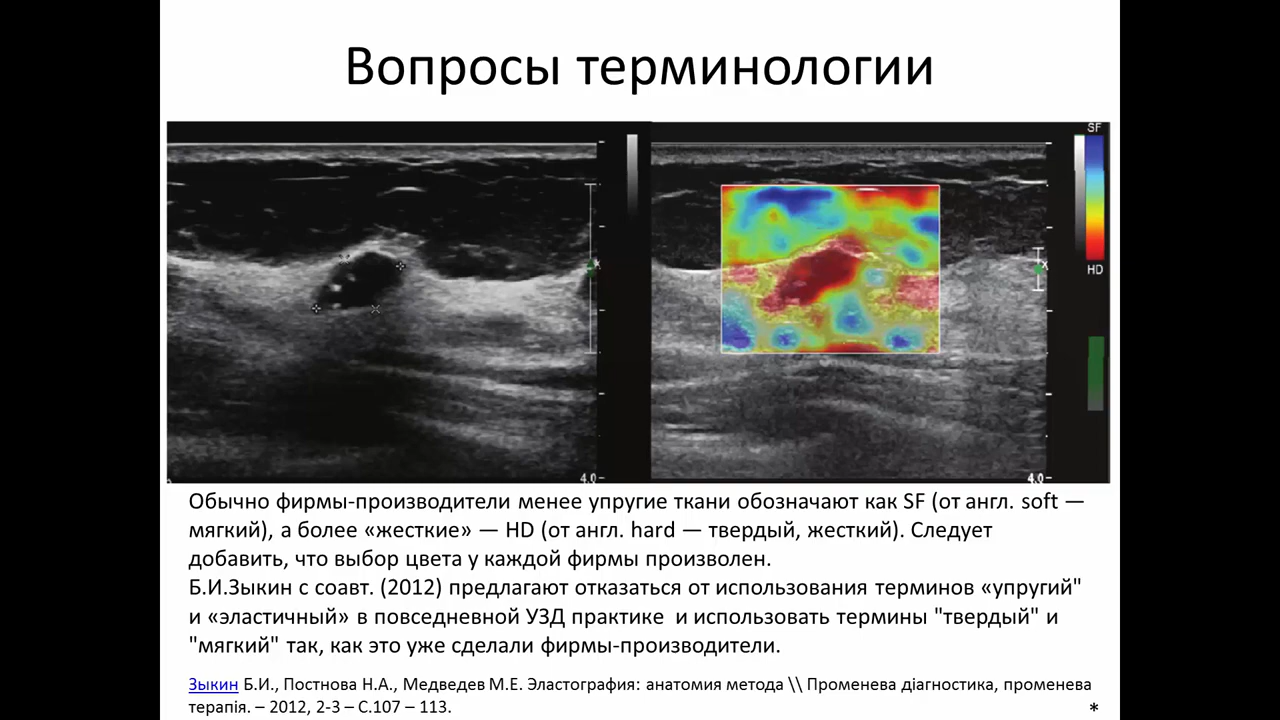 Вопросы терминологии
SF
HD
4.0
4.0
Обычно фирмы-производители менее упругие ткани обозначают как SF (от англ. soft —
мягкий), а более «жесткие» — HD (от англ. hard — твердый, жесткий). Следует
добавить, что выбор цвета у каждой фирмы произволен.
Б.И.Зыкин с соавт. (2012) предлагают отказаться от использования терминов «упругий"
и «эластичный» в повседневной УЗД практике и использовать термины "твердый" и
"мягкий" так, как это уже сделали фирмы-производители.
Зыкин Б.И., Постнова Н.А., Медведев М.Е. Эластография: анатомия метода \\ Променева діагностика, променева
терапія. – 2012, 2-3 – С.107 – 113.
*